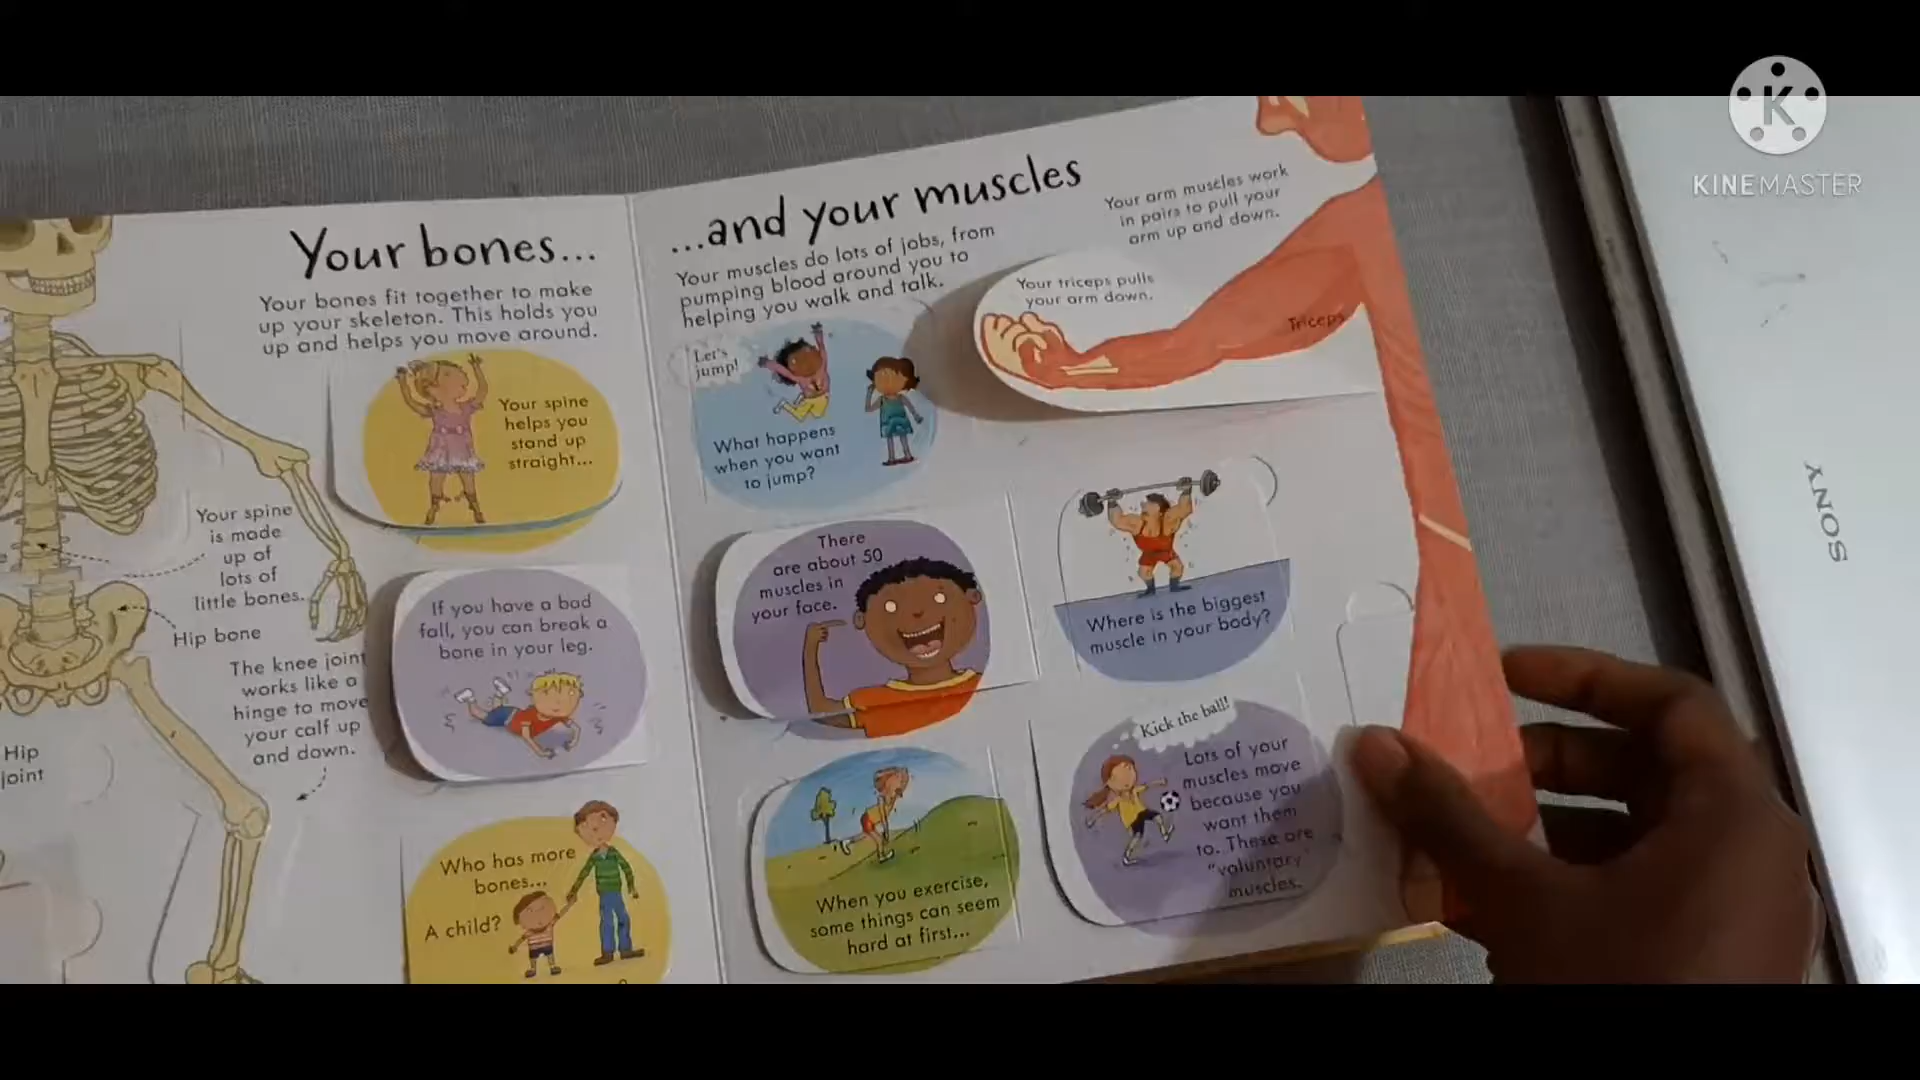 Your bones...
Your bones fit together to make
up your skeleton. This holds you
up and helps you move around.
Your spine
helps you
stand up
straight...
Your spine
is made
up of
lots of
little bones.
Hip bone
The knee joint
works like a
hinge to move
your calf up
and down.
Hip
joint
If you have a bad
fall, you can break a
bone in your leg.
Who has more
bones...
A child?
...and your muscles
Your muscles do lots of jobs, from
pumping blood around you to
helping you walk and talk.
Your arm muscles work
in pairs to pull your
arm up and down.
Your triceps pulls
your arm down.
Triceps
Let's
jump!
What happens
when you want
to jump?
There
are about 50
muscles in
your face.
Where is the biggest
muscle in your body?
When you exercise,
some things can seem
hard at first...
Kick the ball!
Lots of your
muscles move
because you
want them
to. These are
"voluntary"
muscles.
SONY
K
KINEMASTER